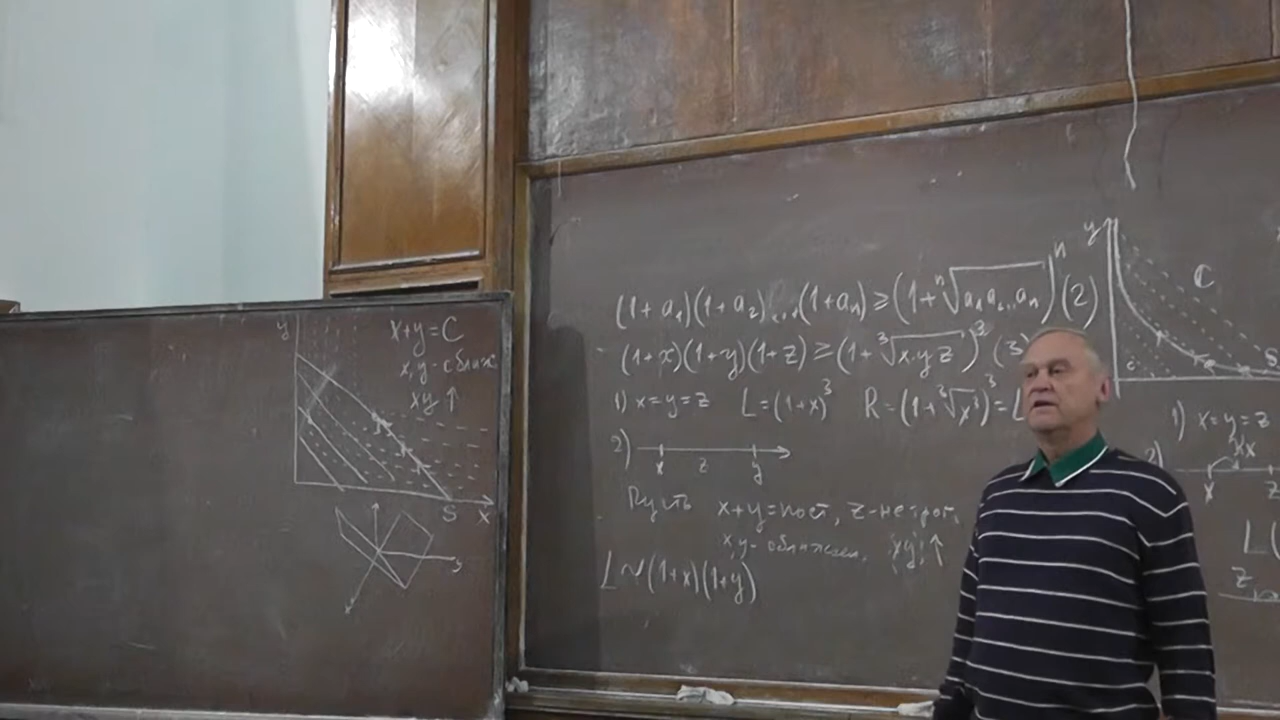 y
x+y=C
x,y-сближ
xy ↑
S
x
y
(1+a₁)(1+a₂)...(1+aₙ) ≥ (1+ⁿ√a₁a₂...aₙ)ⁿ (2)
(1+x)(1+y)(1+z) ≥ (1+³√xyz)³ (3
1) x=y=z L=(1+x)³ R=(1+³√x³)³=L
2)
x z y
Пусть x+y=пост, z-не трог,
x,y-сближаем, xy ↑
L~(1+x)(1+y)
y
C
c
S
1) x=y=z
2)
x z
L(
z